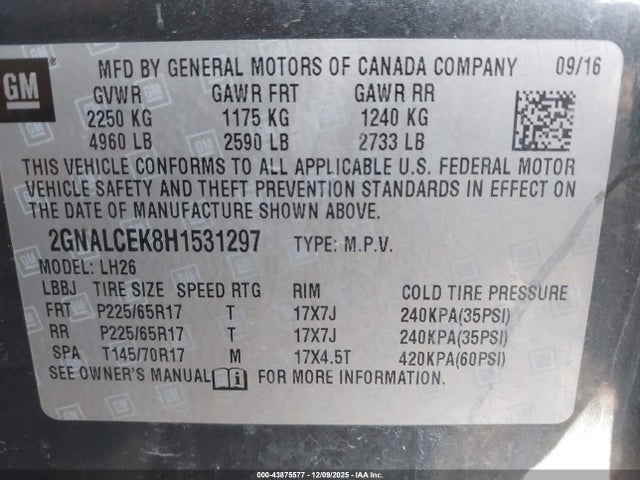 GM
MFD BY GENERAL MOTORS OF CANADA COMPANY 09/16
GVWR GAWR FRT GAWR RR
2250 KG 1175 KG 1240 KG
4960 LB 2590 LB 2733 LB
THIS VEHICLE CONFORMS TO ALL APPLICABLE U.S. FEDERAL MOTOR
VEHICLE SAFETY AND THEFT PREVENTION STANDARDS IN EFFECT ON
THE DATE OF MANUFACTURE SHOWN ABOVE.
2GNALCEK8H1531297 TYPE: M.P.V.
MODEL: LH26
LBBJ TIRE SIZE SPEED RTG RIM COLD TIRE PRESSURE
FRT P225/65R17 T 17X7J 240KPA(35PSI)
RR P225/65R17 T 17X7J 240KPA(35PSI)
SPA T145/70R17 M 17X4.5T 420KPA(60PSI)
SEE OWNER'S MANUAL FOR MORE INFORMATION.
000-43875577 - 12/09/2025 - IAA